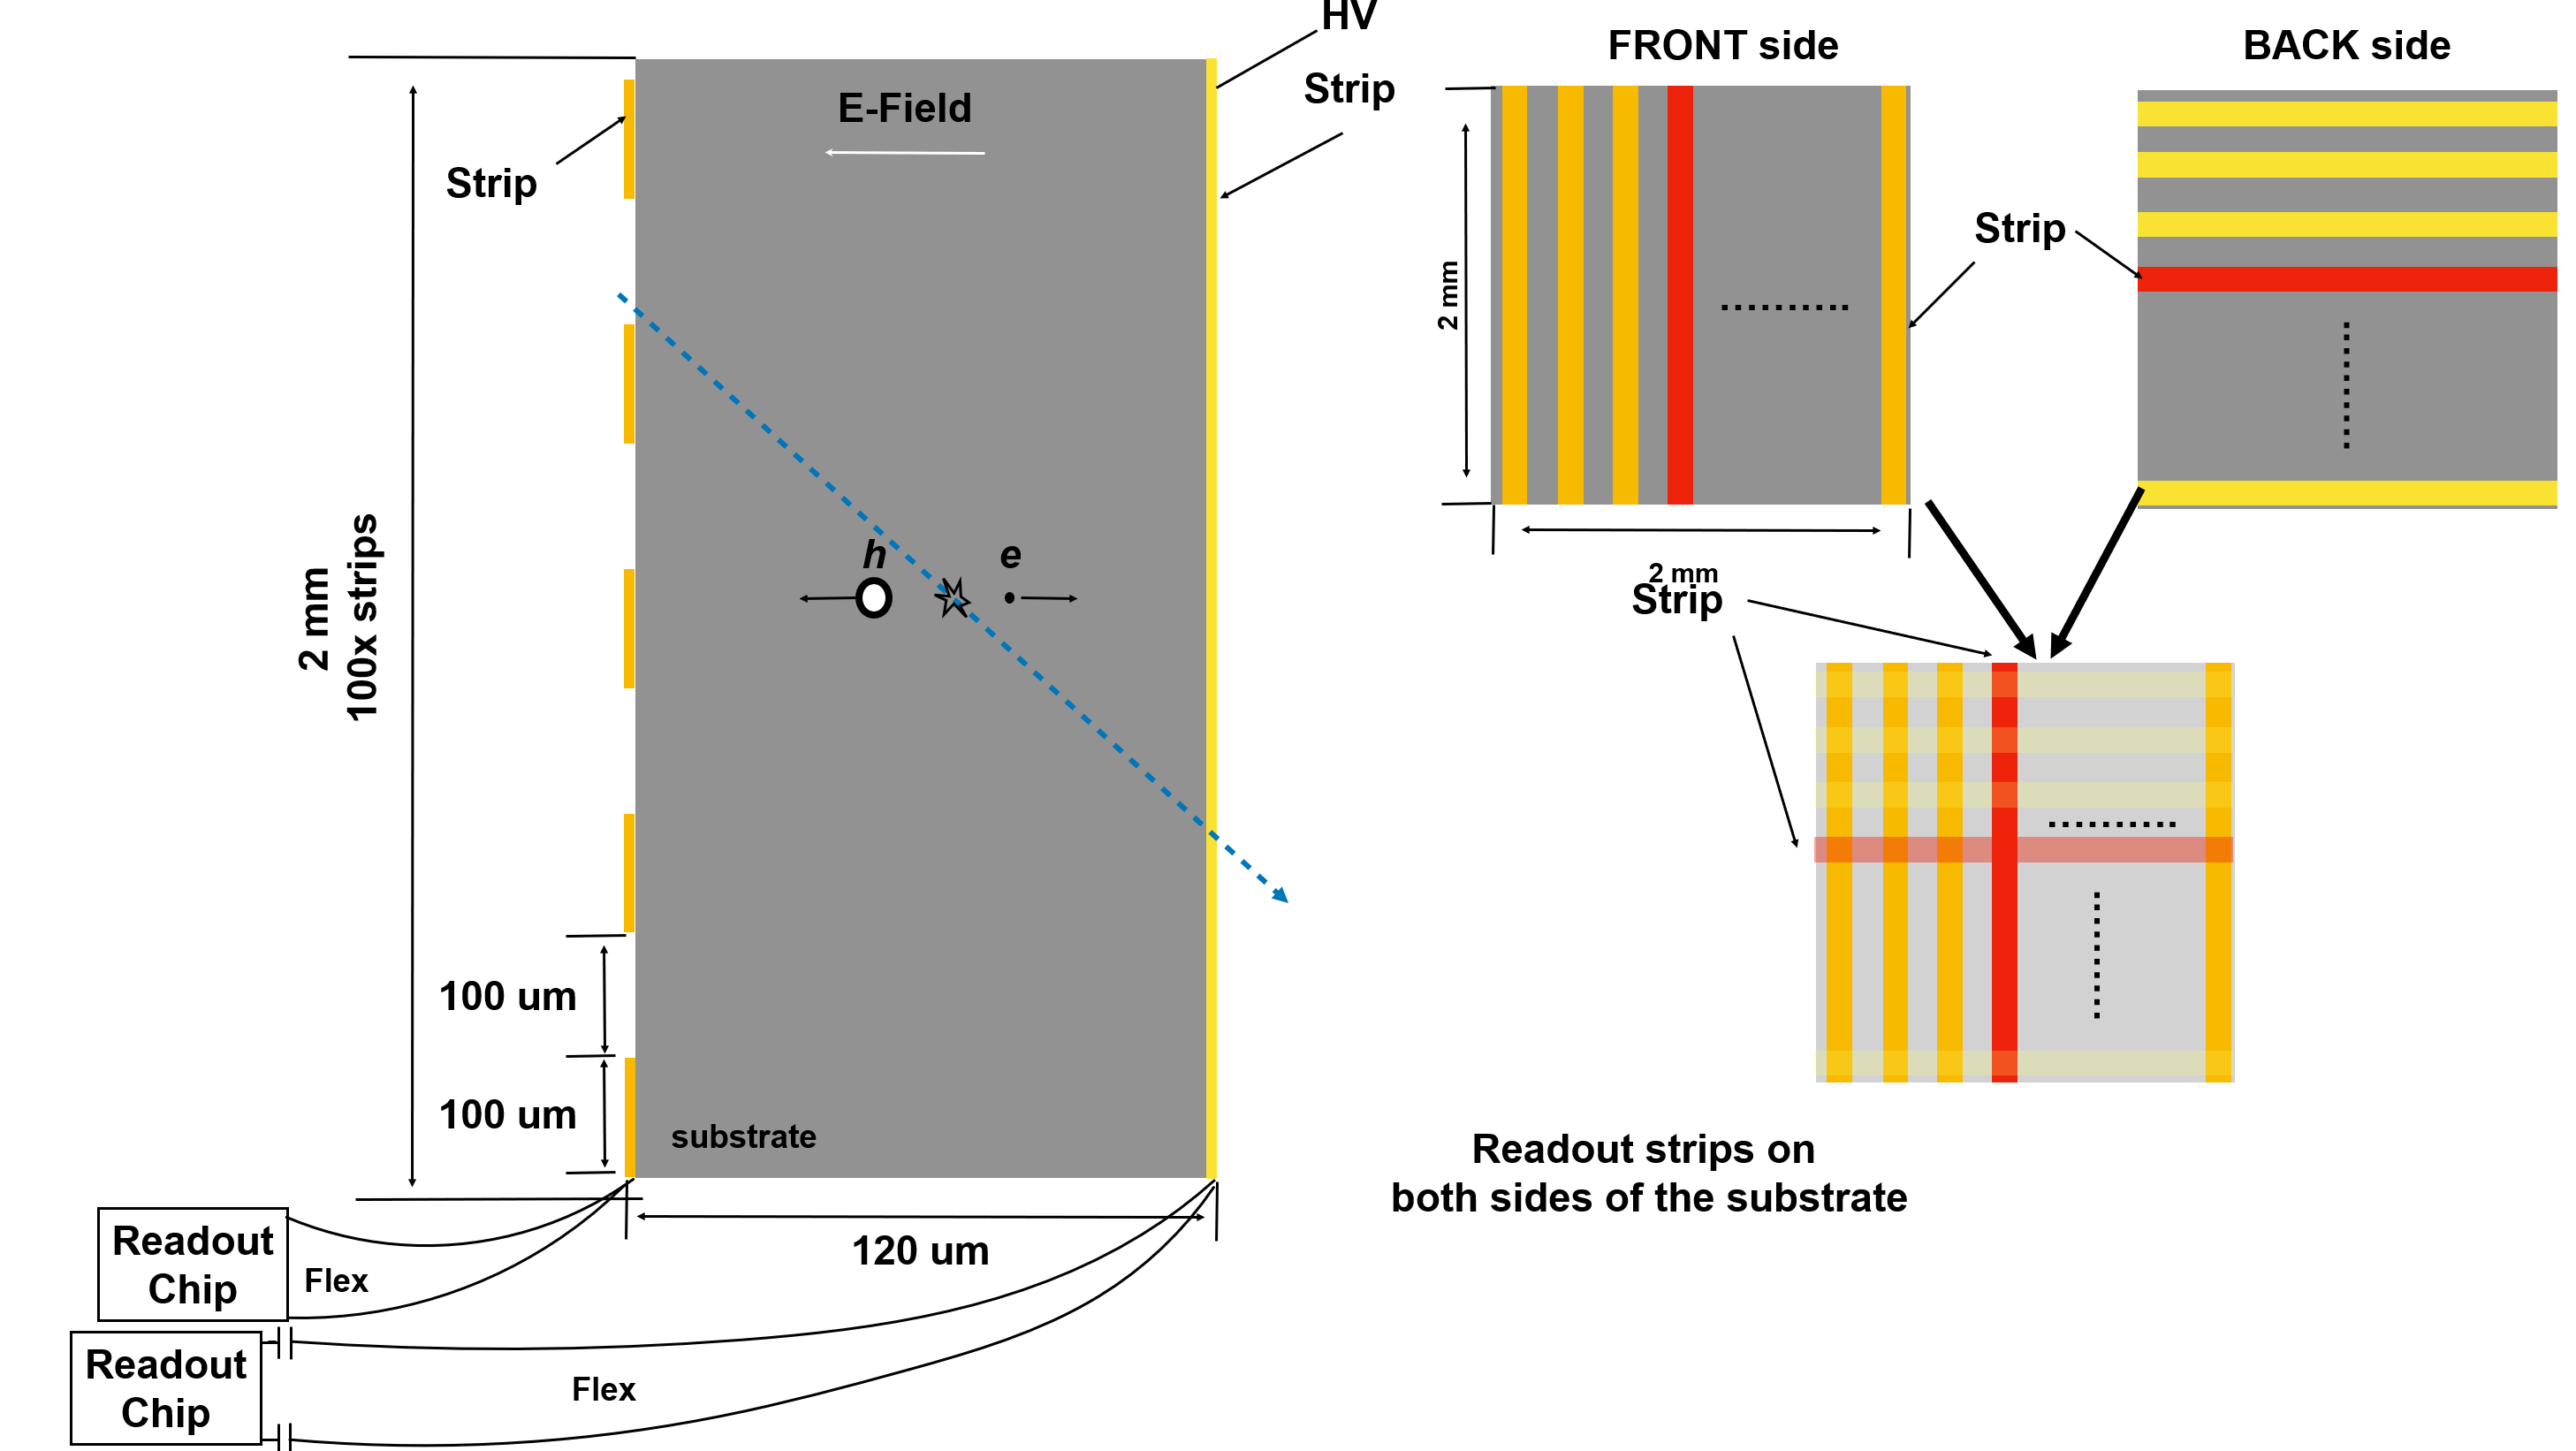 HV
FRONT side
BACK side
E-Field
Strip
Strip
Strip
2 mm
h
e
2 mm
Strip
2 mm
100x strips
100 um
100 um
substrate
Readout strips on
both sides of the substrate
120 um
Readout
Chip
Flex
Readout
Chip
Flex